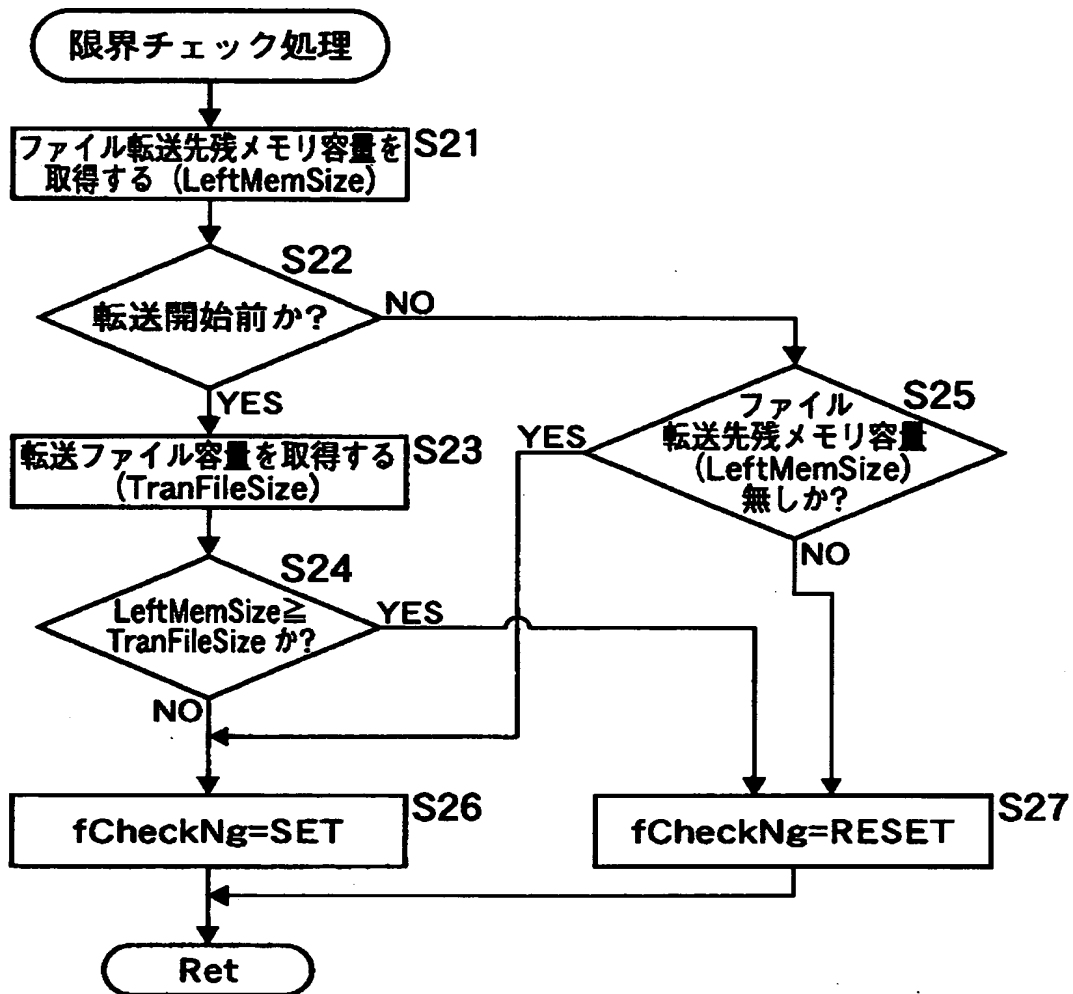 限界チェック処理
ファイル転送先残メモリ容量を
取得する (LeftMemSize)
S21
S22
転送開始前か?
NO
YES
転送ファイル容量を取得する
(TranFileSize)
S23
S25
ファイル
転送先残メモリ容量
(LeftMemSize)
無しか?
YES
NO
S24
LeftMemSize≧
TranFileSize か?
YES
NO
fCheckNg=SET
S26
fCheckNg=RESET
S27
Ret